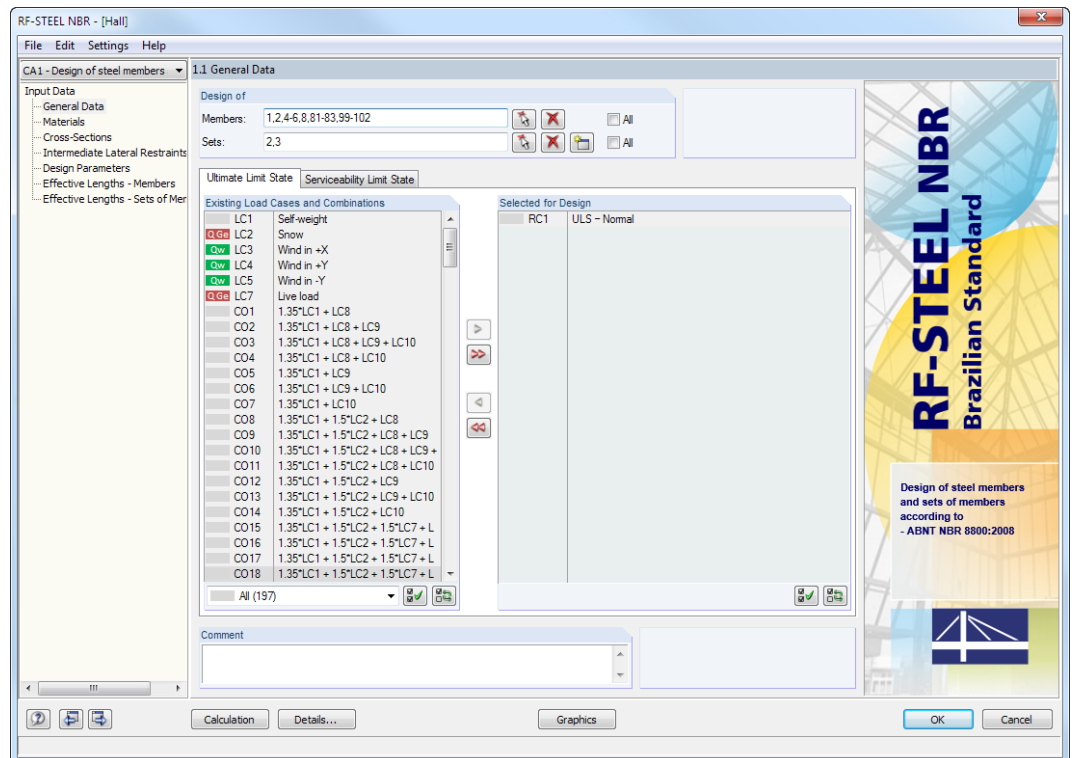 RF-STEEL NBR - [Hall]
File Edit Settings Help
CA1 - Design of steel members
Input Data
General Data
Materials
Cross-Sections
Intermediate Lateral Restraints
Design Parameters
Effective Lengths - Members
Effective Lengths - Sets of Mer
1.1 General Data
Design of
Members: 1,2,4-6,8,81-83,99-102 All
Sets: 2,3 All
Ultimate Limit State Serviceability Limit State
Existing Load Cases and Combinations
LC1 Self-weight
Q Ge LC2 Snow
Qw LC3 Wind in +X
Qw LC4 Wind in +Y
Qw LC5 Wind in -Y
Q Ge LC7 Live load
CO1 1.35*LC1 + LC8
CO2 1.35*LC1 + LC8 + LC9
CO3 1.35*LC1 + LC8 + LC9 + LC10
CO4 1.35*LC1 + LC8 + LC10
CO5 1.35*LC1 + LC9
CO6 1.35*LC1 + LC9 + LC10
CO7 1.35*LC1 + LC10
CO8 1.35*LC1 + 1.5*LC2 + LC8
CO9 1.35*LC1 + 1.5*LC2 + LC8 + LC9
CO10 1.35*LC1 + 1.5*LC2 + LC8 + LC9 +
CO11 1.35*LC1 + 1.5*LC2 + LC8 + LC10
CO12 1.35*LC1 + 1.5*LC2 + LC9
CO13 1.35*LC1 + 1.5*LC2 + LC9 + LC10
CO14 1.35*LC1 + 1.5*LC2 + LC10
CO15 1.35*LC1 + 1.5*LC2 + 1.5*LC7 + L
CO16 1.35*LC1 + 1.5*LC2 + 1.5*LC7 + L
CO17 1.35*LC1 + 1.5*LC2 + 1.5*LC7 + L
CO18 1.35*LC1 + 1.5*LC2 + 1.5*LC7 + L
All (197)
Selected for Design
RC1 ULS – Normal
Comment
RF-STEEL NBR
Brazilian Standard
Design of steel members
and sets of members
according to
- ABNT NBR 8800:2008
Calculation Details... Graphics OK Cancel